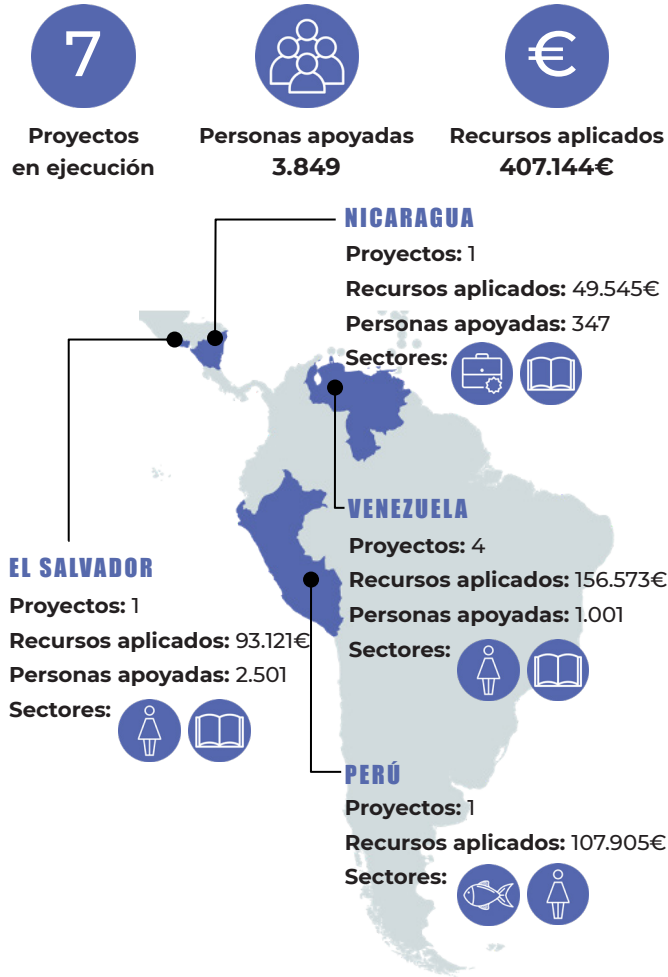 7
€
Proyectos
en ejecución
Personas apoyadas
3.849
Recursos aplicados
407.144€
NICARAGUA
Proyectos: 1
Recursos aplicados: 49.545€
Personas apoyadas: 347
Sectores:
VENEZUELA
Proyectos: 4
Recursos aplicados: 156.573€
Personas apoyadas: 1.001
Sectores:
EL SALVADOR
Proyectos: 1
Recursos aplicados: 93.121€
Personas apoyadas: 2.501
Sectores:
PERÚ
Proyectos: 1
Recursos aplicados: 107.905€
Sectores: